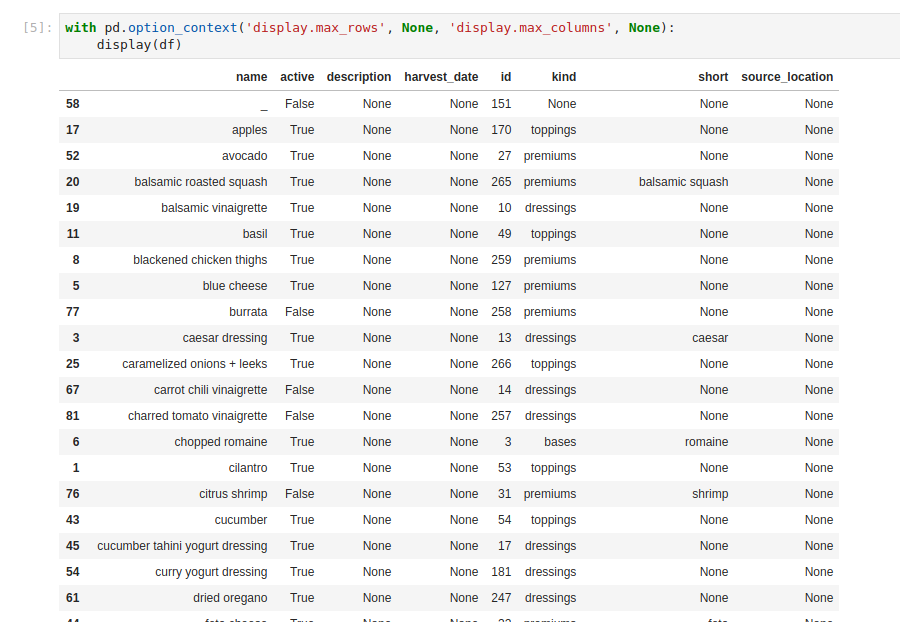 [5]: with pd.option_context('display.max_rows', None, 'display.max_columns', None):
display(df)
name active description harvest_date id kind short source_location
58 _ False None None 151 None None None
17 apples True None None 170 toppings None None
52 avocado True None None 27 premiums None None
20 balsamic roasted squash True None None 265 premiums balsamic squash None
19 balsamic vinaigrette True None None 10 dressings None None
11 basil True None None 49 toppings None None
8 blackened chicken thighs True None None 259 premiums None None
5 blue cheese True None None 127 premiums None None
77 burrata False None None 258 premiums None None
3 caesar dressing True None None 13 dressings caesar None
25 caramelized onions + leeks True None None 266 toppings None None
67 carrot chili vinaigrette False None None 14 dressings None None
81 charred tomato vinaigrette False None None 257 dressings None None
6 chopped romaine True None None 3 bases romaine None
1 cilantro True None None 53 toppings None None
76 citrus shrimp False None None 31 premiums shrimp None
43 cucumber True None None 54 toppings None None
45 cucumber tahini yogurt dressing True None None 17 dressings None None
54 curry yogurt dressing True None None 181 dressings None None
61 dried oregano True None None 247 dressings None None